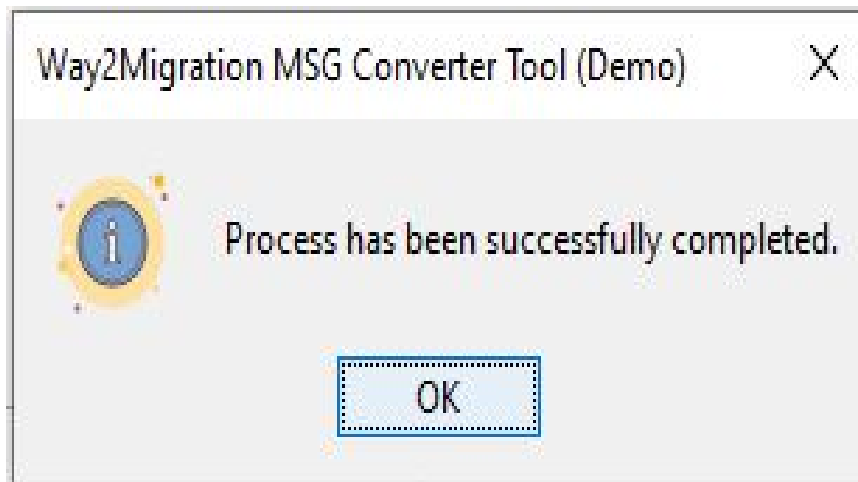 Way2Migration MSG Converter Tool (Demo)
Process has been successfully completed.
OK